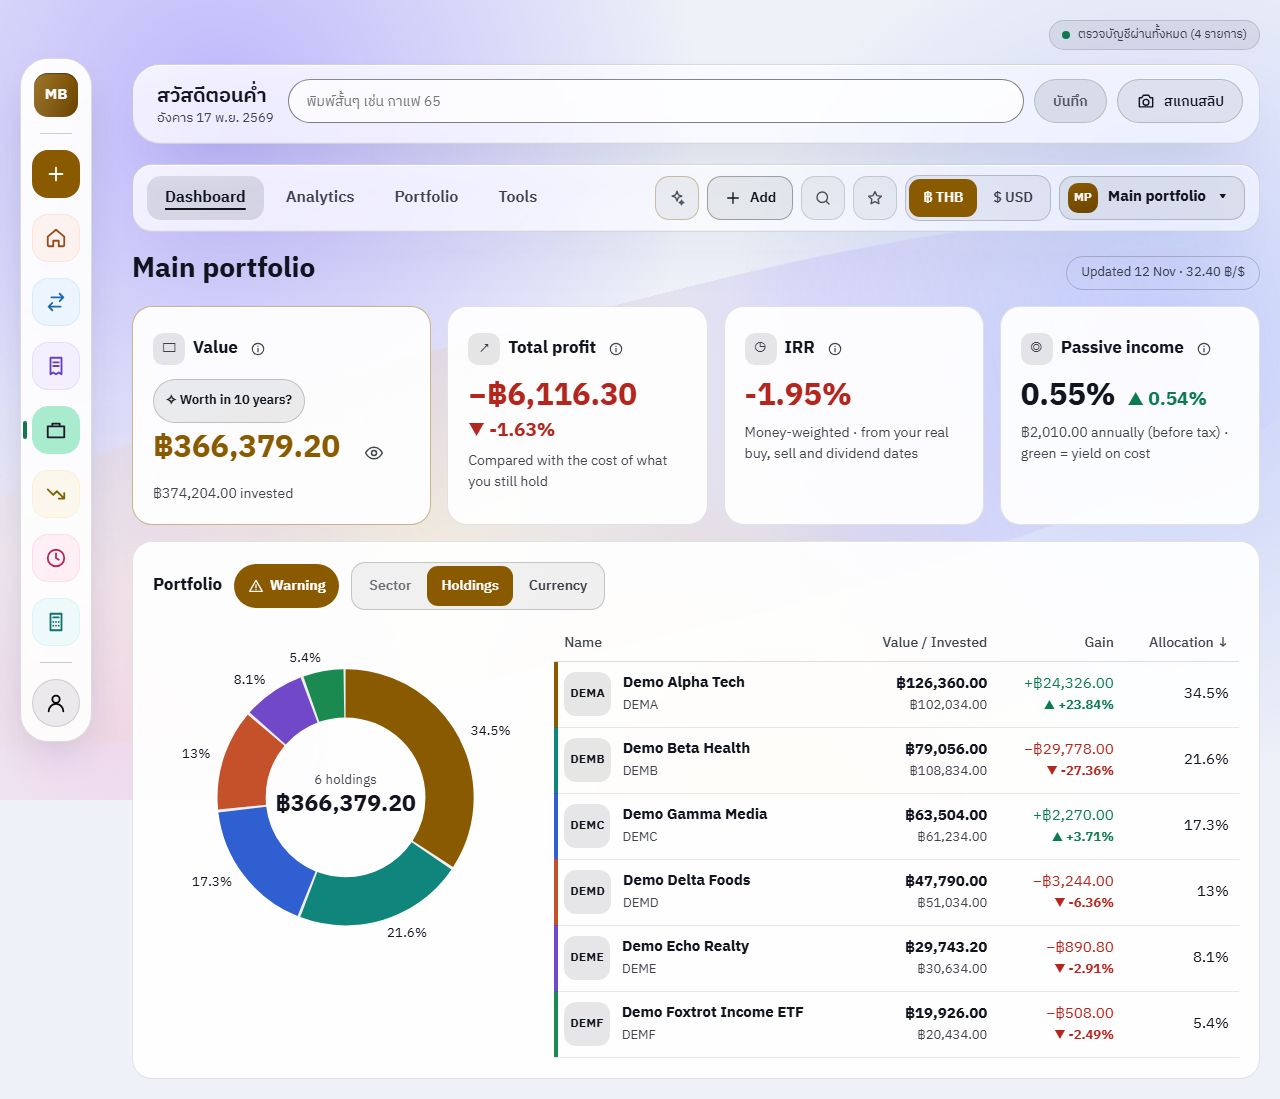 ตรวจบัญชีผ่านทั้งหมด (4 รายการ)
MB
สวัสดีตอนค่ำ
อังคาร 17 พ.ย. 2569
พิมพ์สั้นๆ เช่น กาแฟ 65
บันทึก
สแกนสลิป
Dashboard
Analytics
Portfolio
Tools
Add
฿ THB
$ USD
MP
Main portfolio
Main portfolio
Updated 12 Nov · 32.40 ฿/$
Value
✧ Worth in 10 years?
฿366,379.20
฿374,204.00 invested
Total profit
−฿6,116.30
▼ -1.63%
Compared with the cost of what
you still hold
IRR
-1.95%
Money-weighted · from your real
buy, sell and dividend dates
Passive income
0.55% ▲ 0.54%
฿2,010.00 annually (before tax) ·
green = yield on cost
Portfolio
Warning
Sector
Holdings
Currency
5.4%
8.1%
34.5%
13%
6 holdings
฿366,379.20
17.3%
21.6%
Name Value / Invested Gain Allocation ↓
DEMA Demo Alpha Tech ฿126,360.00 +฿24,326.00 34.5%
DEMA ฿102,034.00 ▲ +23.84%
DEMB Demo Beta Health ฿79,056.00 −฿29,778.00 21.6%
DEMB ฿108,834.00 ▼ -27.36%
DEMC Demo Gamma Media ฿63,504.00 +฿2,270.00 17.3%
DEMC ฿61,234.00 ▲ +3.71%
DEMD Demo Delta Foods ฿47,790.00 −฿3,244.00 13%
DEMD ฿51,034.00 ▼ -6.36%
DEME Demo Echo Realty ฿29,743.20 −฿890.80 8.1%
DEME ฿30,634.00 ▼ -2.91%
DEMF Demo Foxtrot Income ETF ฿19,926.00 −฿508.00 5.4%
DEMF ฿20,434.00 ▼ -2.49%